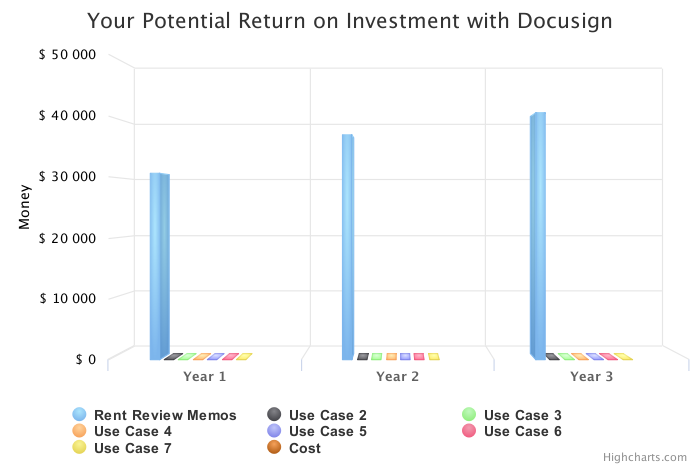 Your Potential Return on Investment with Docusign
$ 50 000
$ 40 000
$ 30 000
$ 20 000
$ 10 000
$ 0
Money
Year 1
Year 2
Year 3
Rent Review Memos
Use Case 2
Use Case 3
Use Case 4
Use Case 5
Use Case 6
Use Case 7
Cost
Highcharts.com